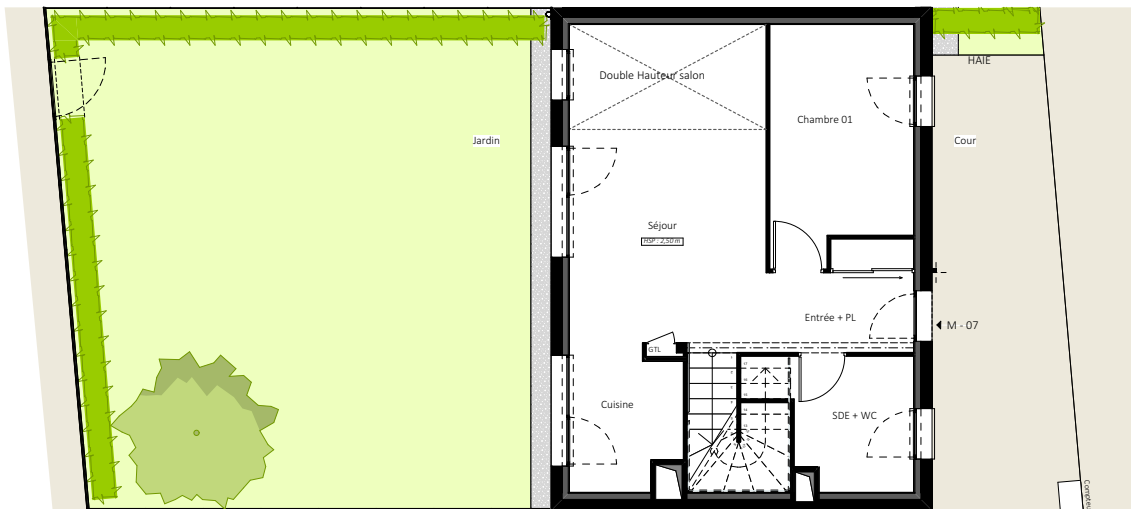 HAIE
Double Hauteur salon
Chambre 01
Jardin
Cour
Séjour
HSP : 2,50 m
Entrée + PL
M - 07
GTL
Cuisine
SDE + WC
Compteu